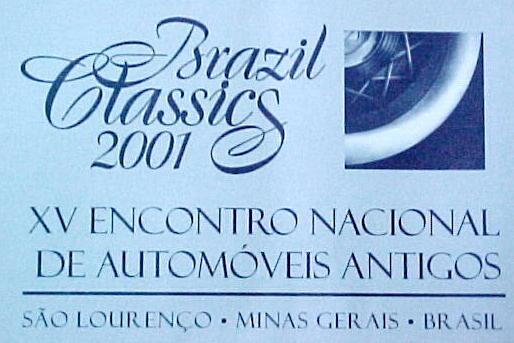 Brazil
Classics
2001
XV ENCONTRO NACIONAL
DE AUTOMÓVEIS ANTIGOS
SÃO LOURENÇO • MINAS GERAIS • BRASIL